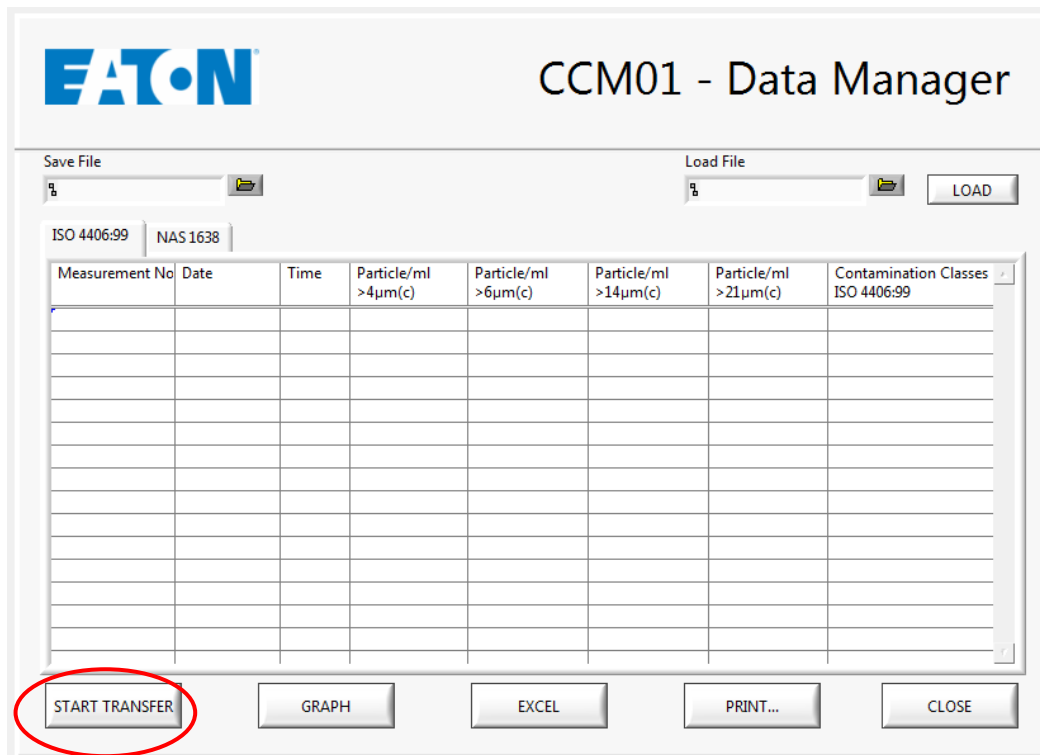 EATON
CCM01 - Data Manager
Save File
Load File
LOAD
ISO 4406:99
NAS 1638
Measurement No Date Time Particle/ml Particle/ml Particle/ml Particle/ml Contamination Classes
>4µm(c) >6µm(c) >14µm(c) >21µm(c) ISO 4406:99
START TRANSFER GRAPH EXCEL PRINT... CLOSE